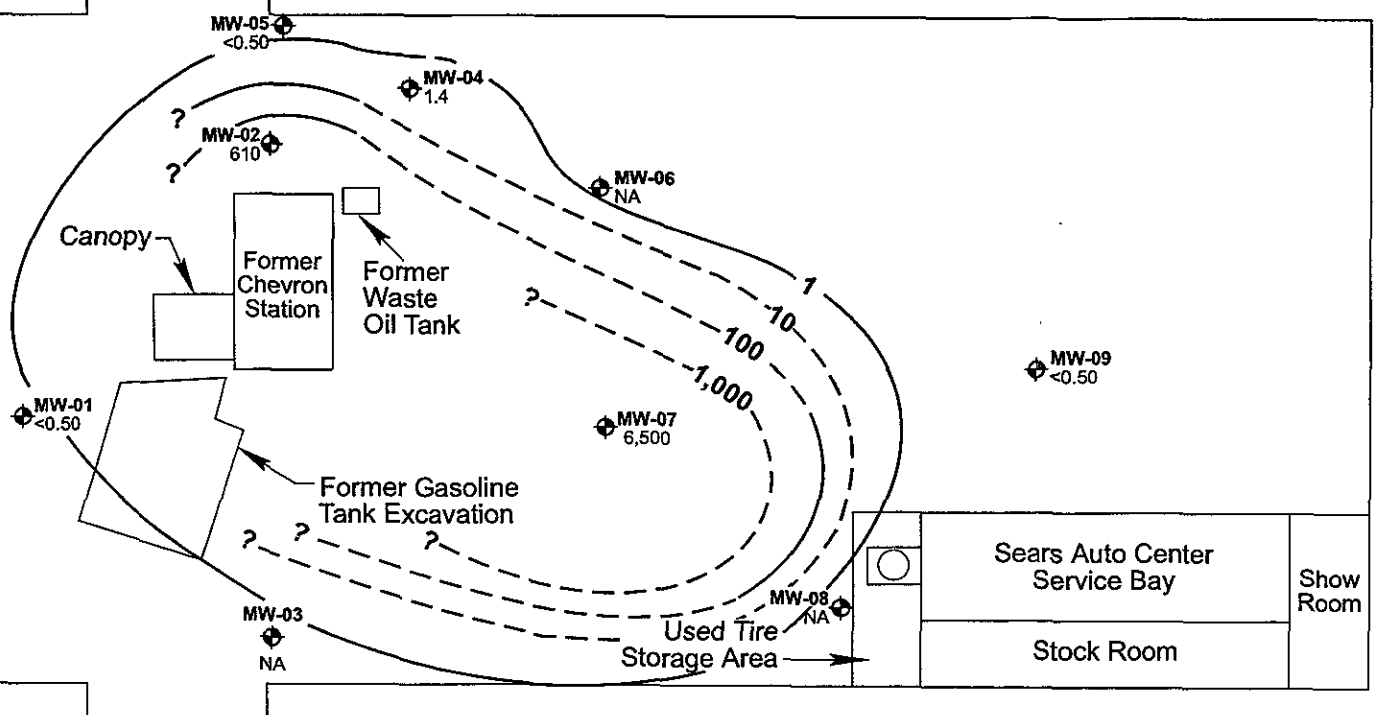 MW-05
<0.50
MW-04
1.4
?
MW-02
610
?
MW-06
NA
Canopy
Former
Chevron
Station
Former
Waste
Oil Tank
?
1
10
100
1,000
MW-09
<0.50
MW-01
<0.50
MW-07
6,500
Former Gasoline
Tank Excavation
?
?
?
Sears Auto Center
Service Bay
Show
Room
MW-08
NA
MW-03
NA
Used Tire
Storage Area
Stock Room